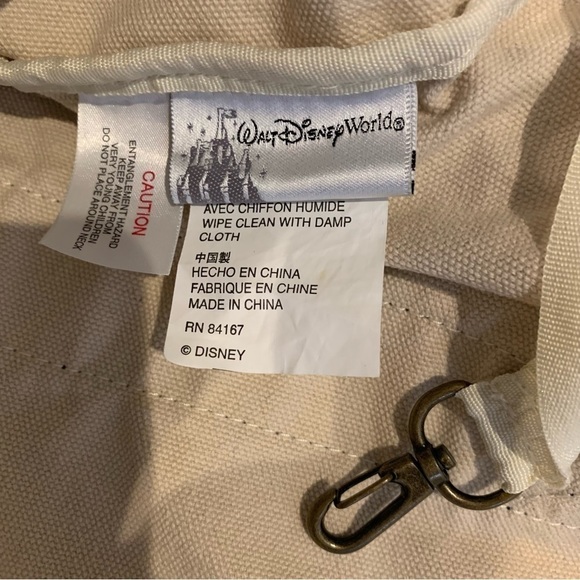 CAUTION
ENTANGLEMENT HAZARD
KEEP AWAY FROM
VERY YOUNG CHILDREN
DO NOT PLACE AROUND NECK
WALT DISNEY World®
AVEC CHIFFON HUMIDE
WIPE CLEAN WITH DAMP
CLOTH
中国製
HECHO EN CHINA
FABRIQUE EN CHINE
MADE IN CHINA
RN 84167
© DISNEY